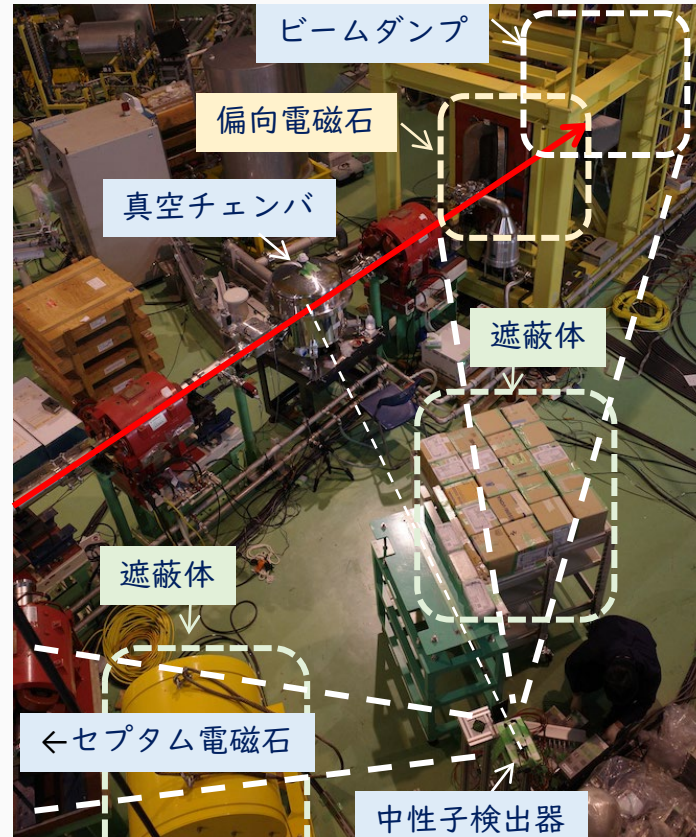 ビームダンプ
偏向電磁石
真空チェンバ
遮蔽体
遮蔽体
←セプタム電磁石
中性子検出器